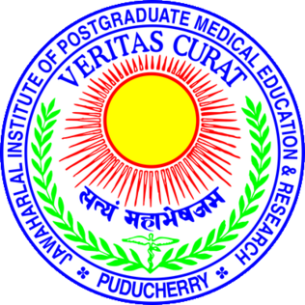 JAWAHARLAL INSTITUTE OF POSTGRADUATE MEDICAL EDUCATION & RESEARCH
VERITAS CURAT
सत्यं महाभेषजम
PUDUCHERRY